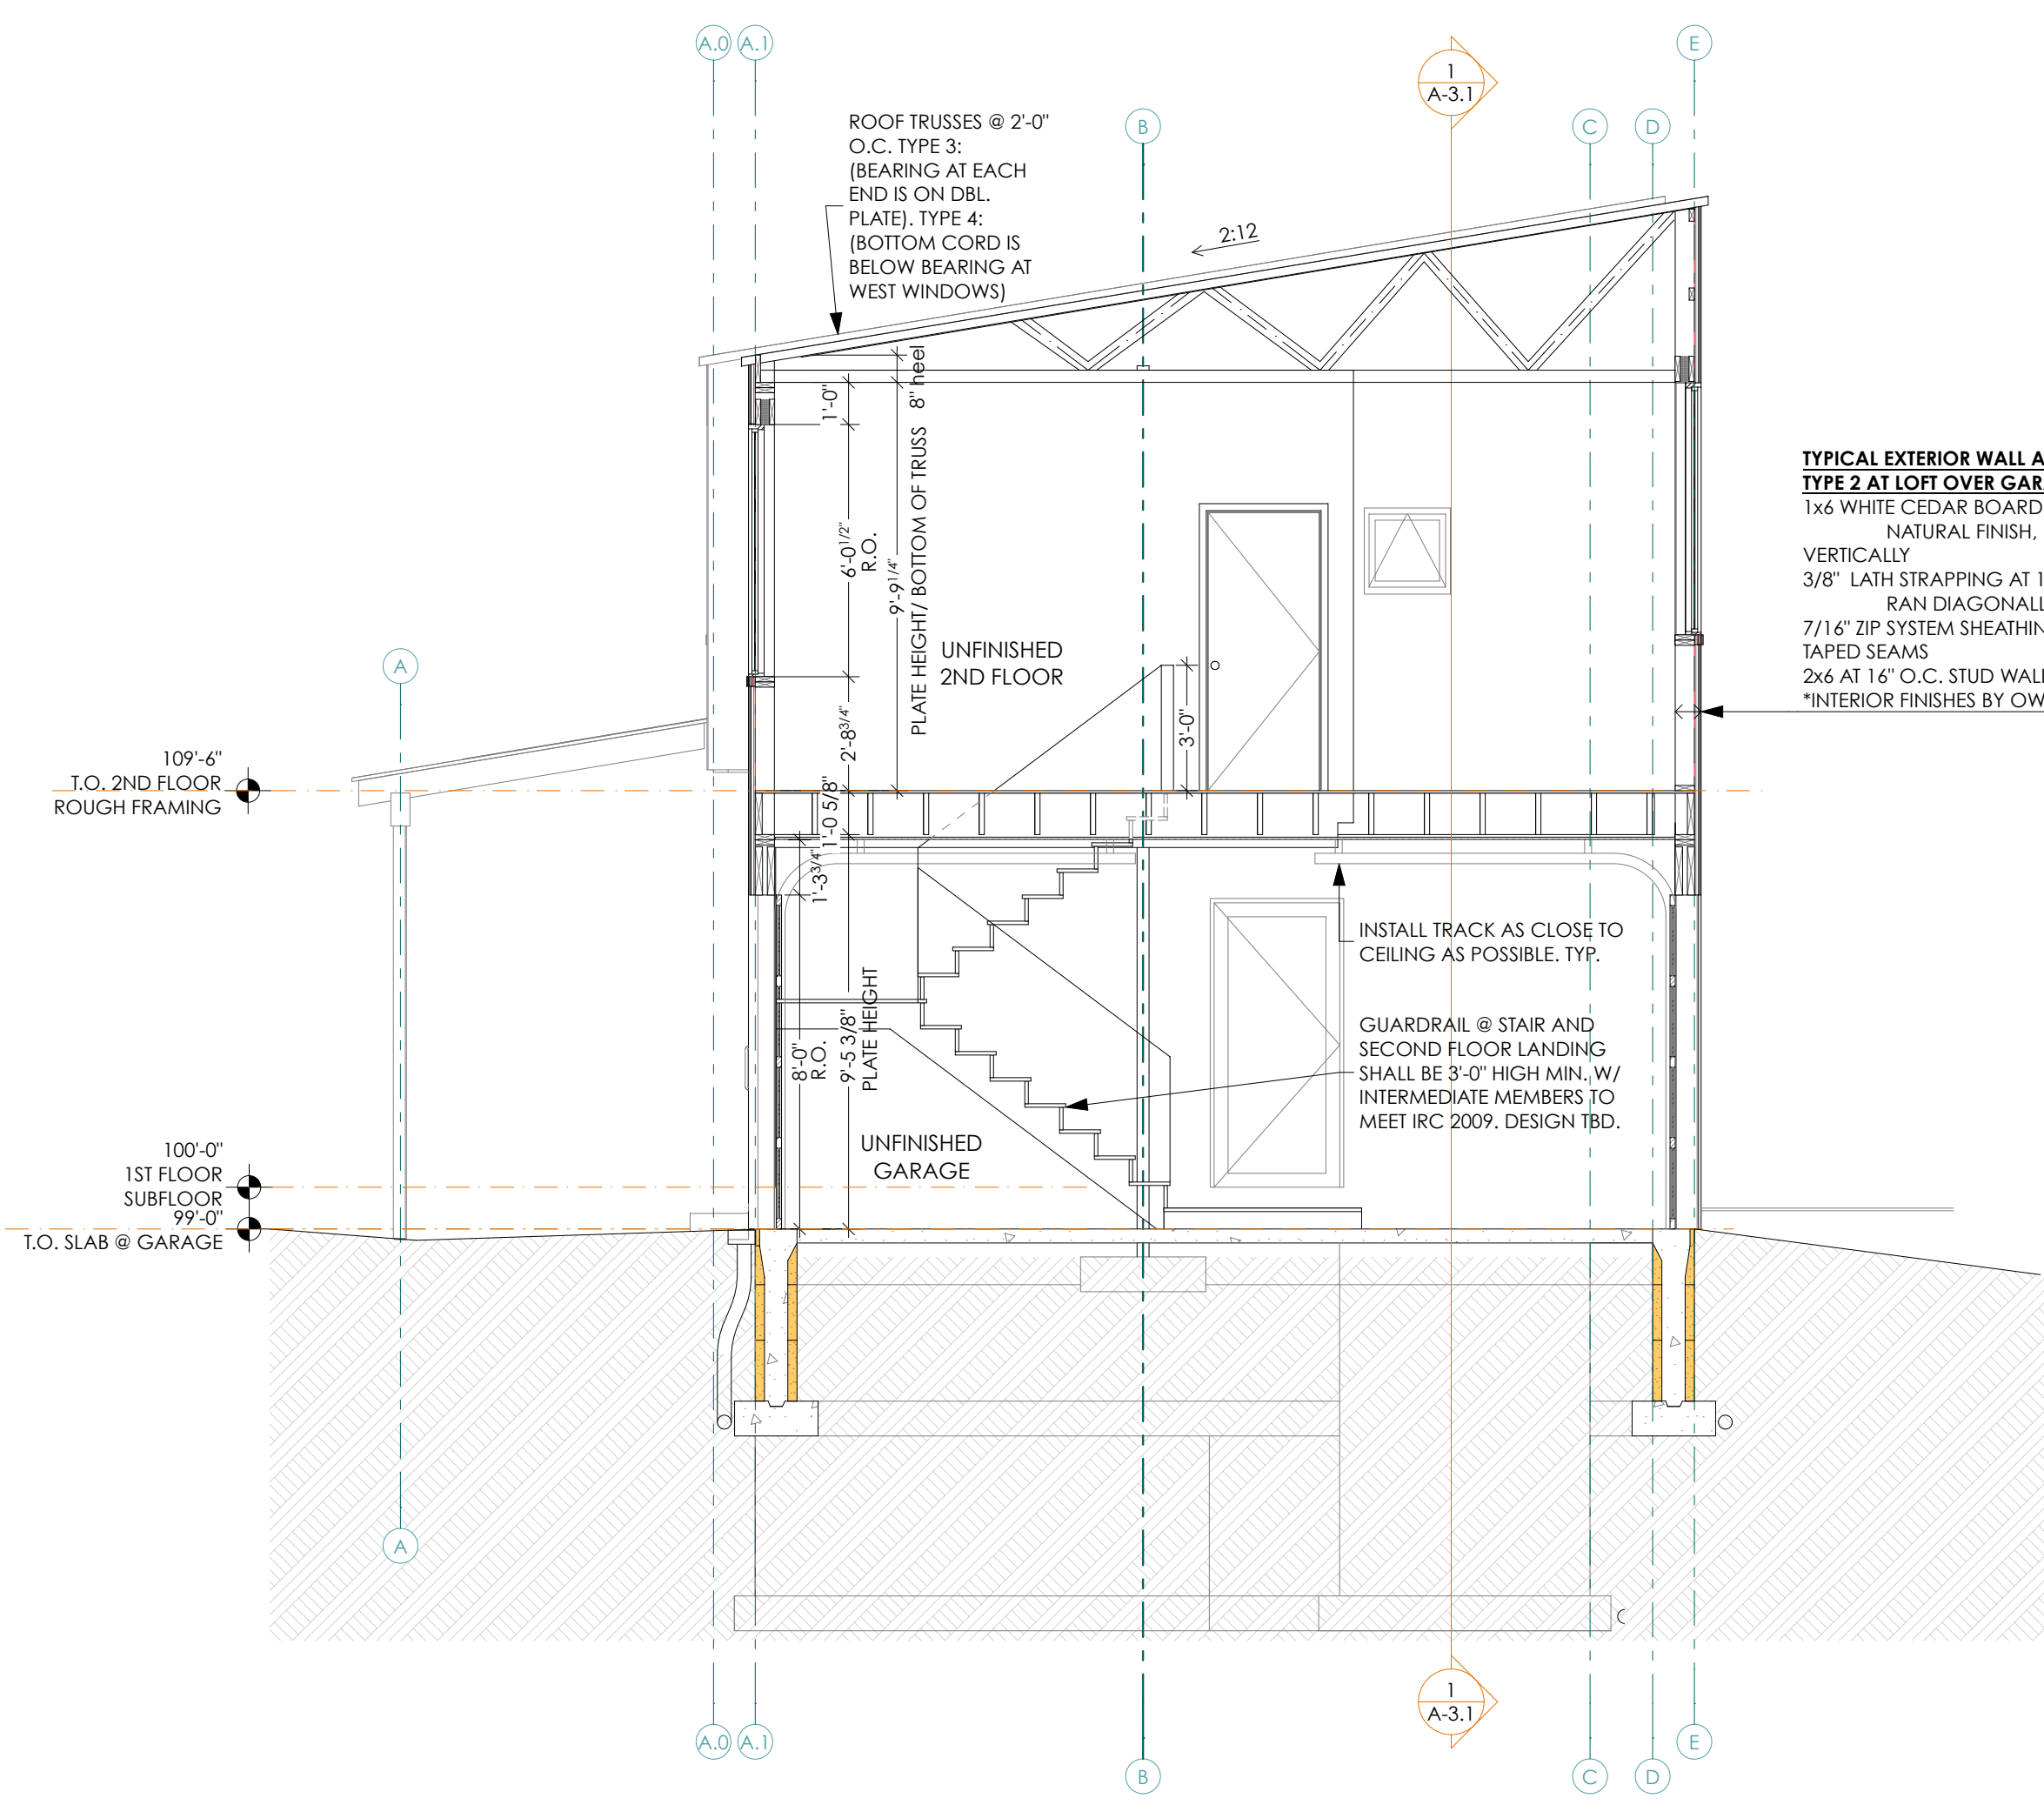 A.0
A.1
E
1
A-3.1
B
C
D
ROOF TRUSSES @ 2'-0"
O.C. TYPE 3:
(BEARING AT EACH
END IS ON DBL.
PLATE). TYPE 4:
(BOTTOM CORD IS
BELOW BEARING AT
WEST WINDOWS)
2:12
8" heel
1'-0"
6'-0 1/2"
R.O.
9'-9 1/4"
PLATE HEIGHT/ BOTTOM OF TRUSS
UNFINISHED
2ND FLOOR
3'-0"
2'-8 3/4"
1'-0 5/8"
1'-3 3/4"
TYPICAL EXTERIOR WALL A
TYPE 2 AT LOFT OVER GAR
1x6 WHITE CEDAR BOARD
NATURAL FINISH,
VERTICALLY
3/8" LATH STRAPPING AT 1
RAN DIAGONALL
7/16" ZIP SYSTEM SHEATHIN
TAPED SEAMS
2x6 AT 16" O.C. STUD WALL
*INTERIOR FINISHES BY OW
A
109'-6"
T.O. 2ND FLOOR
ROUGH FRAMING
INSTALL TRACK AS CLOSE TO
CEILING AS POSSIBLE. TYP.
8'-0"
R.O.
9'-5 3/8"
PLATE HEIGHT
GUARDRAIL @ STAIR AND
SECOND FLOOR LANDING
SHALL BE 3'-0" HIGH MIN. W/
INTERMEDIATE MEMBERS TO
MEET IRC 2009. DESIGN TBD.
UNFINISHED
GARAGE
100'-0"
1ST FLOOR
SUBFLOOR
99'-0"
T.O. SLAB @ GARAGE
A
1
A-3.1
A.0
A.1
E
B
C
D